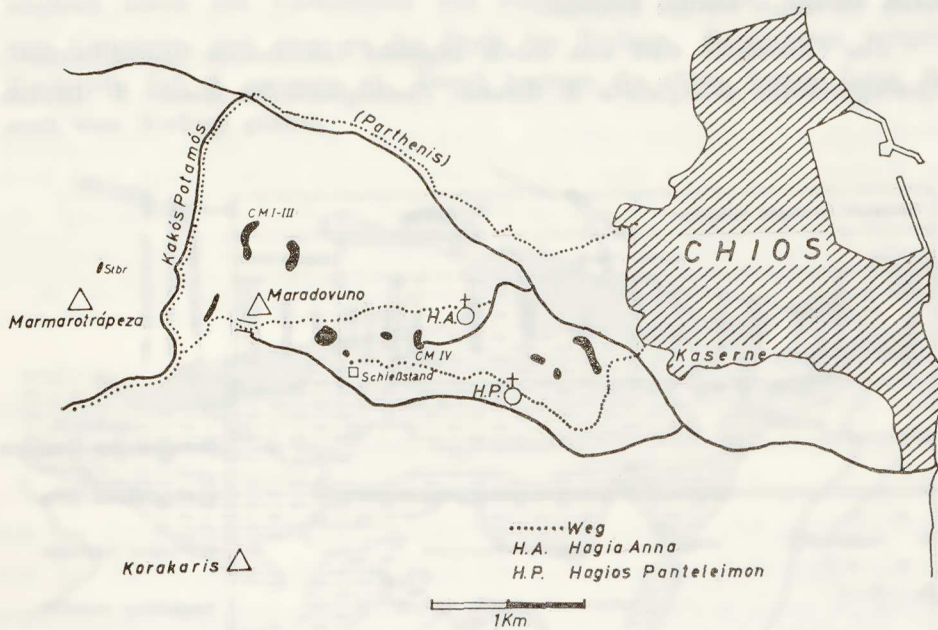 (Parthenis)
Kakós Potamós
CM I-III
CHIOS
Stbr
Marmarotrápeza
Maradovuno
H.A.
CM IV
Kaserne
Schießstand
H.P.
Korakaris
Weg
H.A. Hagia Anna
H.P. Hagios Panteleimon
1Km